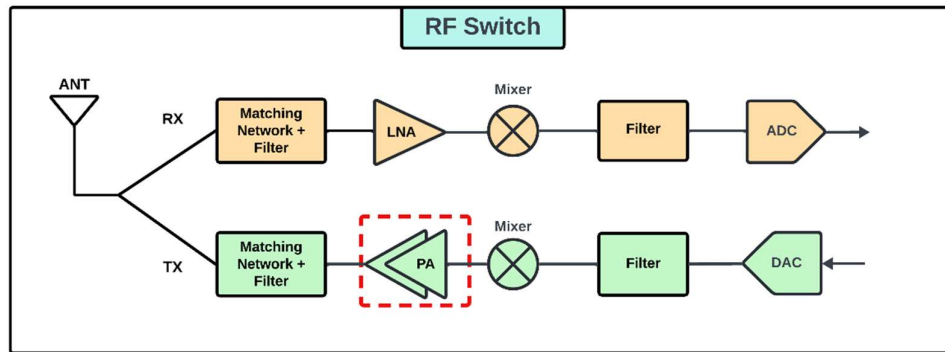 RF Switch
ANT
RX
Matching
Network +
Filter
LNA
Mixer
Filter
ADC
TX
Matching
Network +
Filter
PA
Mixer
Filter
DAC